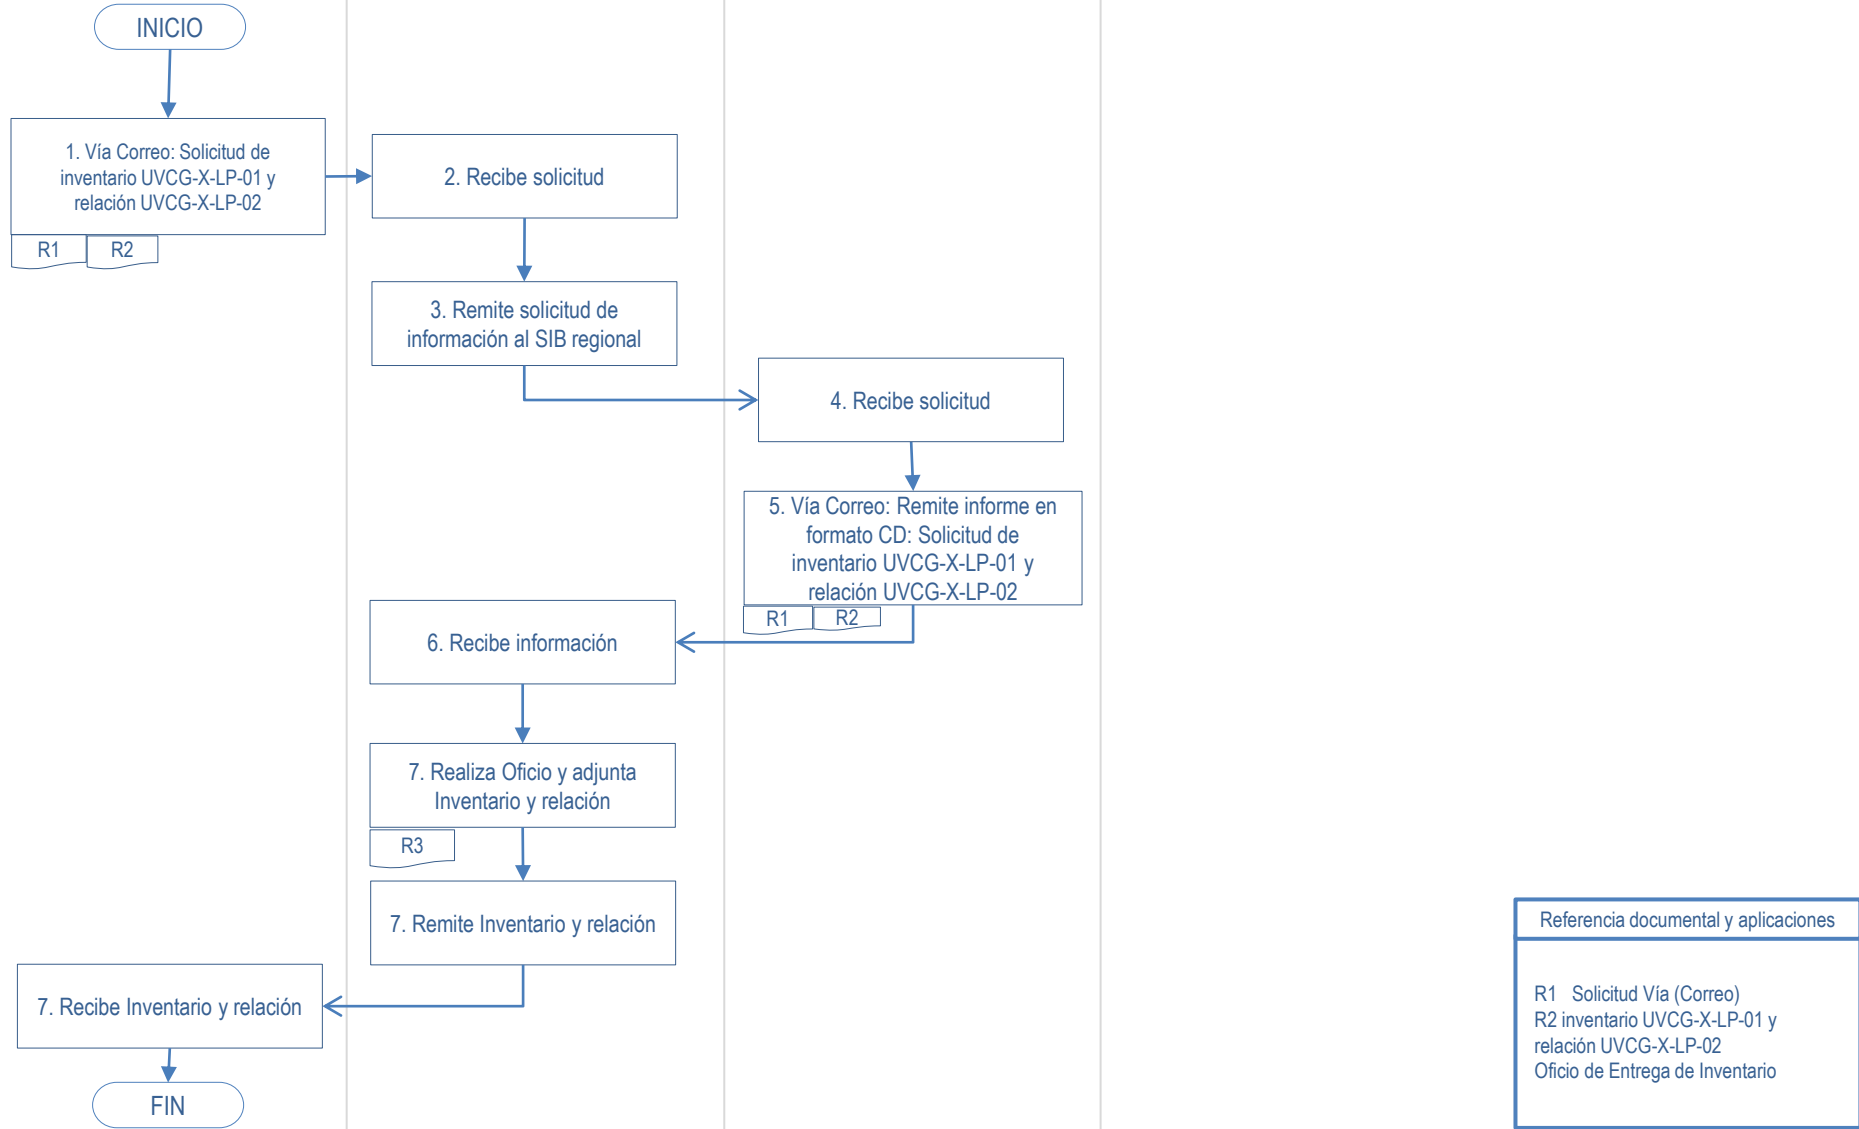 INICIO
1. Vía Correo: Solicitud de
inventario UVCG-X-LP-01 y
relación UVCG-X-LP-02
R1
R2
2. Recibe solicitud
3. Remite solicitud de
información al SIB regional
4. Recibe solicitud
5. Vía Correo: Remite informe en
formato CD: Solicitud de
inventario UVCG-X-LP-01 y
relación UVCG-X-LP-02
R1
R2
6. Recibe información
7. Realiza Oficio y adjunta
Inventario y relación
R3
7. Remite Inventario y relación
7. Recibe Inventario y relación
FIN
Referencia documental y aplicaciones
R1 Solicitud Vía (Correo)
R2 inventario UVCG-X-LP-01 y
relación UVCG-X-LP-02
Oficio de Entrega de Inventario